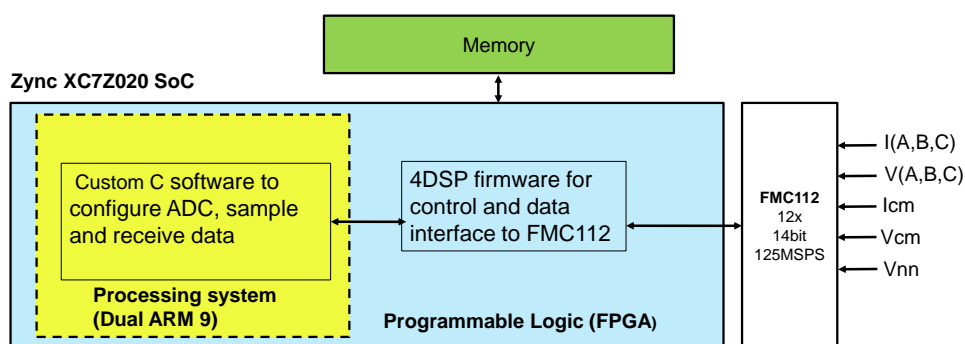 Memory
Zync XC7Z020 SoC
Custom C software to
configure ADC, sample
and receive data
Processing system
(Dual ARM 9)
4DSP firmware for
control and data
interface to FMC112
Programmable Logic (FPGA)
FMC112
12x
14bit
125MSPS
I(A,B,C)
V(A,B,C)
Icm
Vcm
Vnn